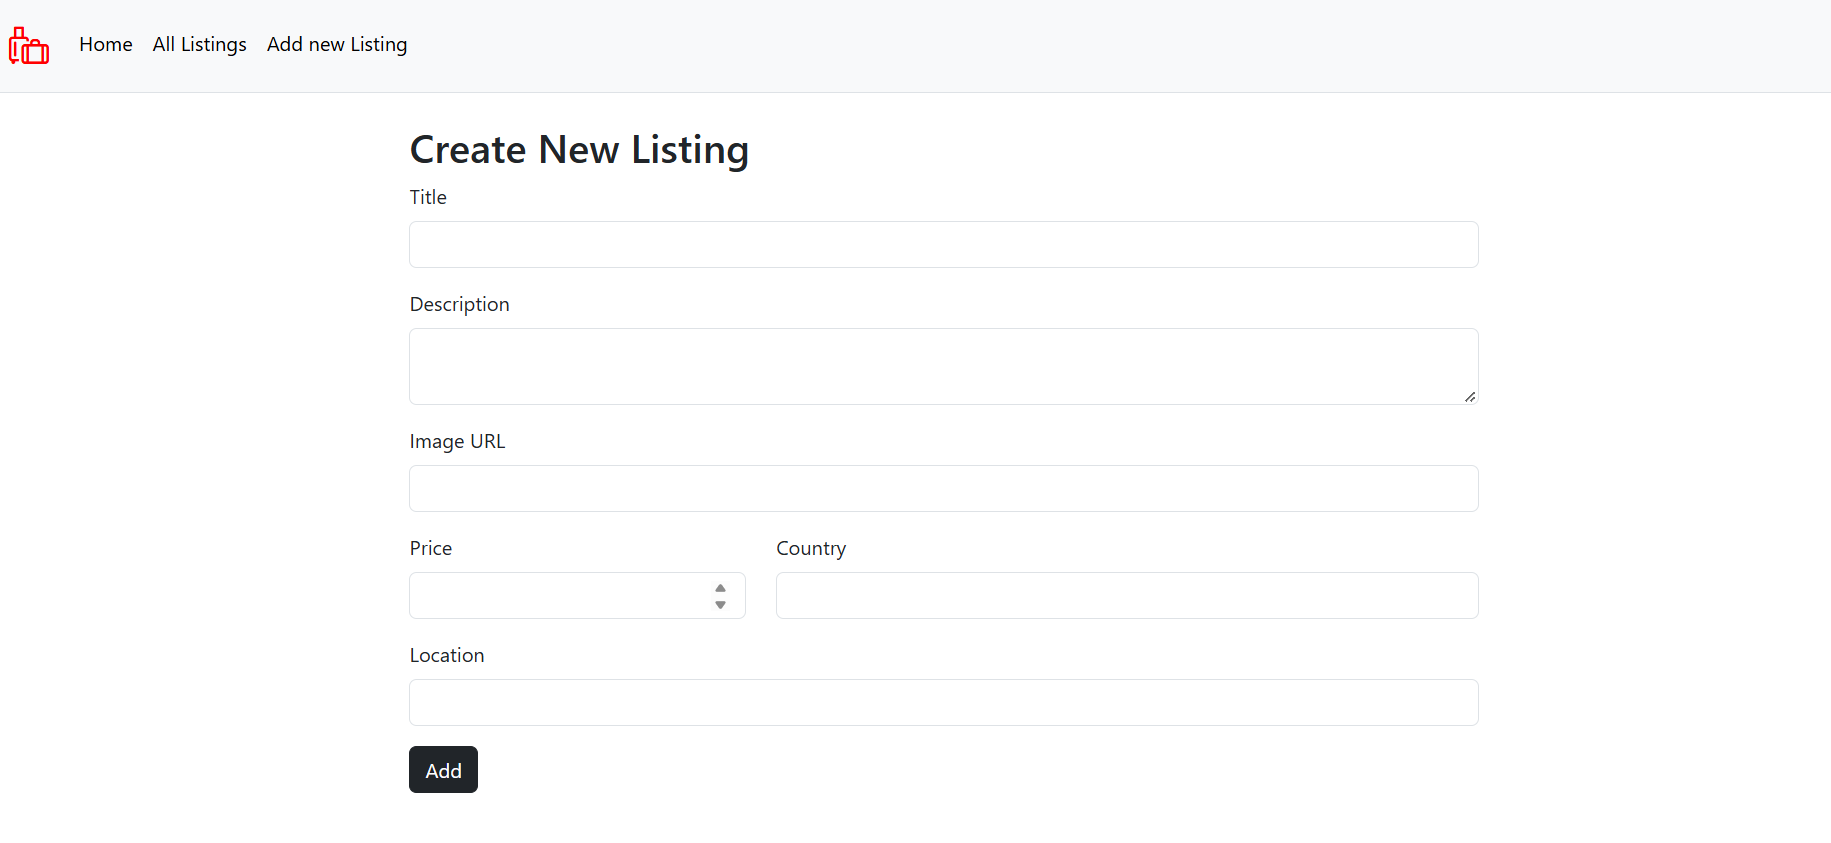 Home All Listings Add new Listing
Create New Listing
Title
Description
Image URL
Price Country
Location
Add